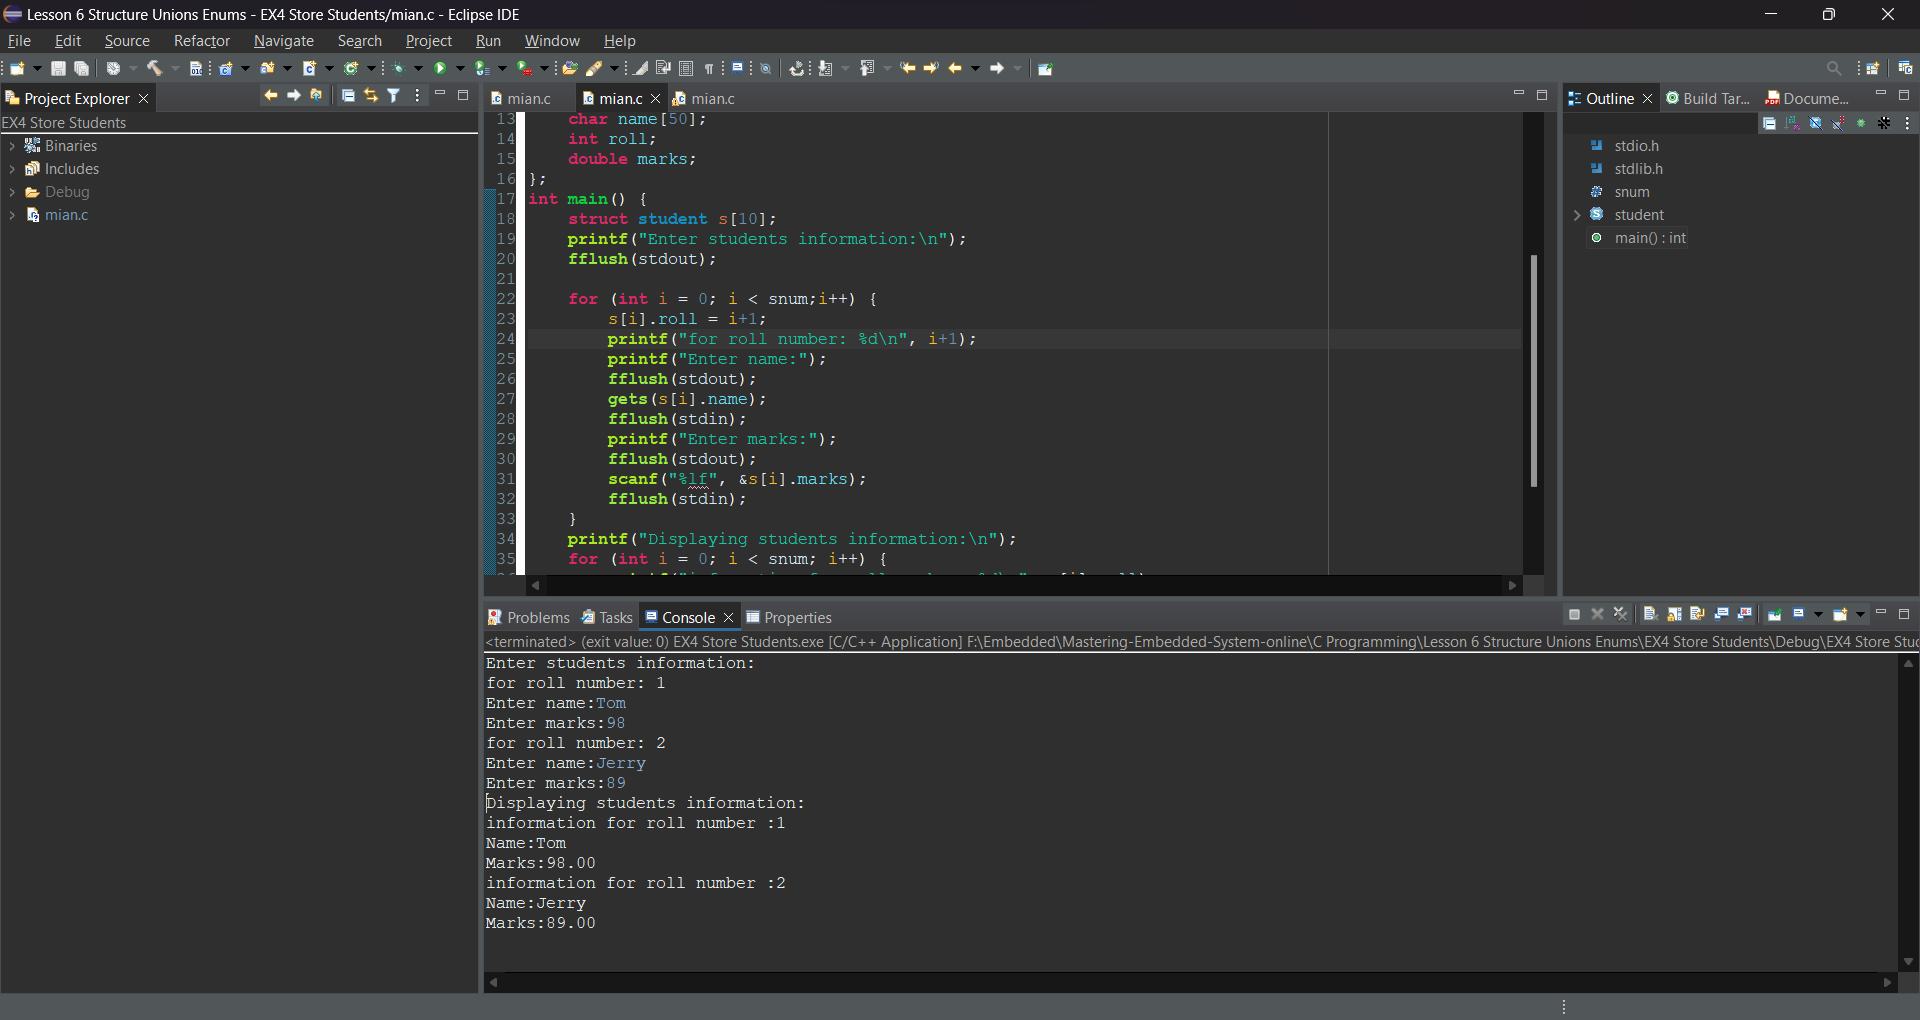 Lesson 6 Structure Unions Enums - EX4 Store Students/mian.c - Eclipse IDE
File Edit Source Refactor Navigate Search Project Run Window Help
Project Explorer
EX4 Store Students
Binaries
Includes
Debug
mian.c
mian.c mian.c mian.c
13 char name[50];
14 int roll;
15 double marks;
16 };
17 int main() {
18 struct student s[10];
19 printf("Enter students information:\n");
20 fflush(stdout);
21
22 for (int i = 0; i < snum;i++) {
23 s[i].roll = i+1;
24 printf("for roll number: %d\n", i+1);
25 printf("Enter name:");
26 fflush(stdout);
27 gets(s[i].name);
28 fflush(stdin);
29 printf("Enter marks:");
30 fflush(stdout);
31 scanf("%lf", &s[i].marks);
32 fflush(stdin);
33 }
34 printf("Displaying students information:\n");
35 for (int i = 0; i < snum; i++) {
Outline Build Tar... Docume...
stdio.h
stdlib.h
snum
student
main() : int
Problems Tasks Console Properties
<terminated> (exit value: 0) EX4 Store Students.exe [C/C++ Application] F:\Embedded\Mastering-Embedded-System-online\C Programming\Lesson 6 Structure Unions Enums\EX4 Store Students\Debug\EX4 Store Stu
Enter students information:
for roll number: 1
Enter name:Tom
Enter marks:98
for roll number: 2
Enter name:Jerry
Enter marks:89
Displaying students information:
information for roll number :1
Name:Tom
Marks:98.00
information for roll number :2
Name:Jerry
Marks:89.00